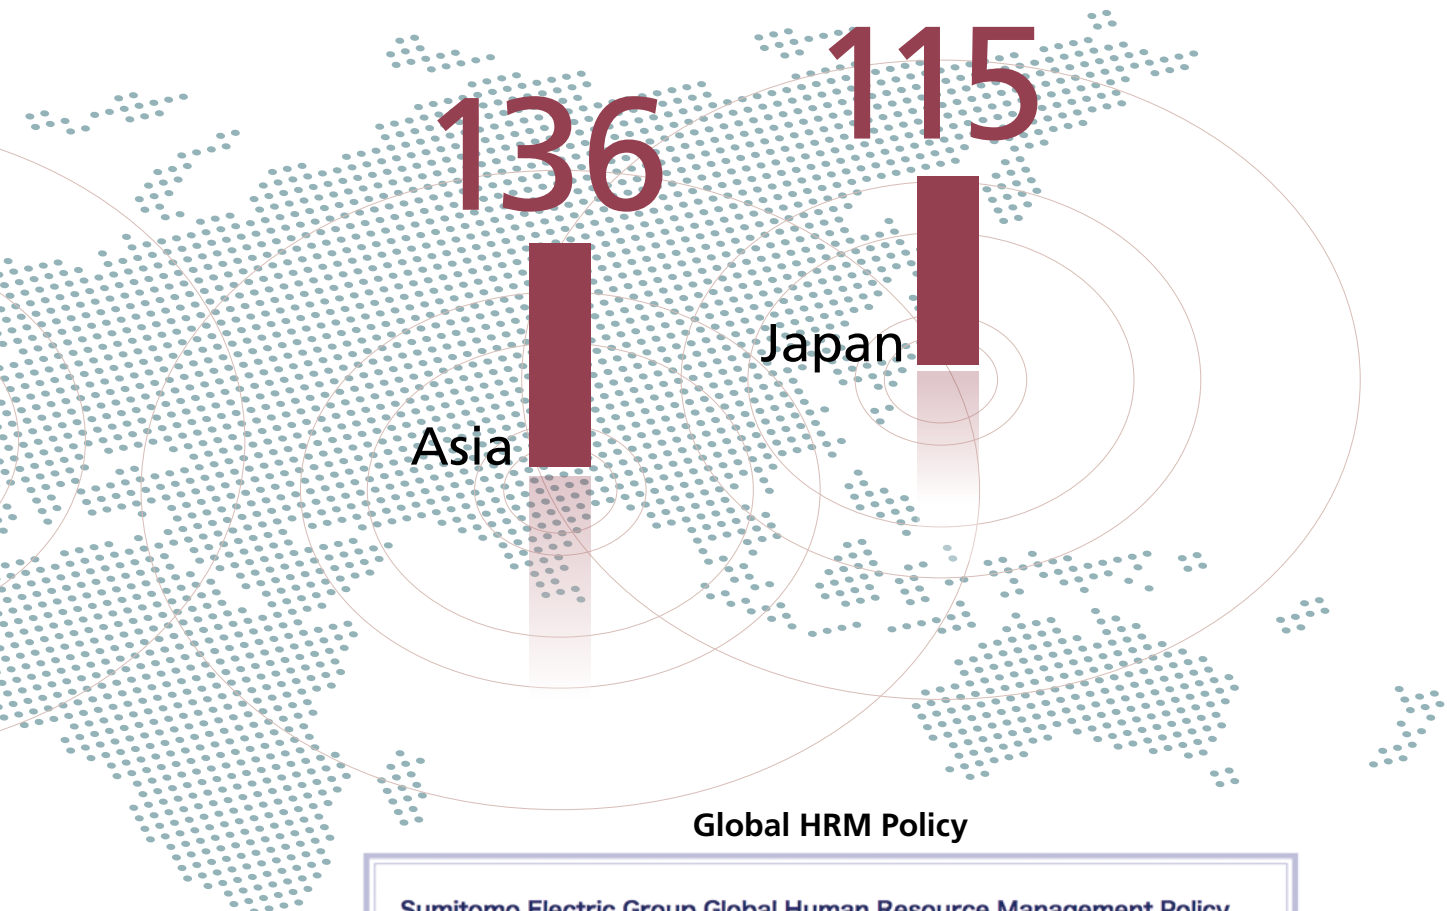 115
136
Japan
Asia
Global HRM Policy
Sumitomo Electric Group Global Human Resource Management Policy